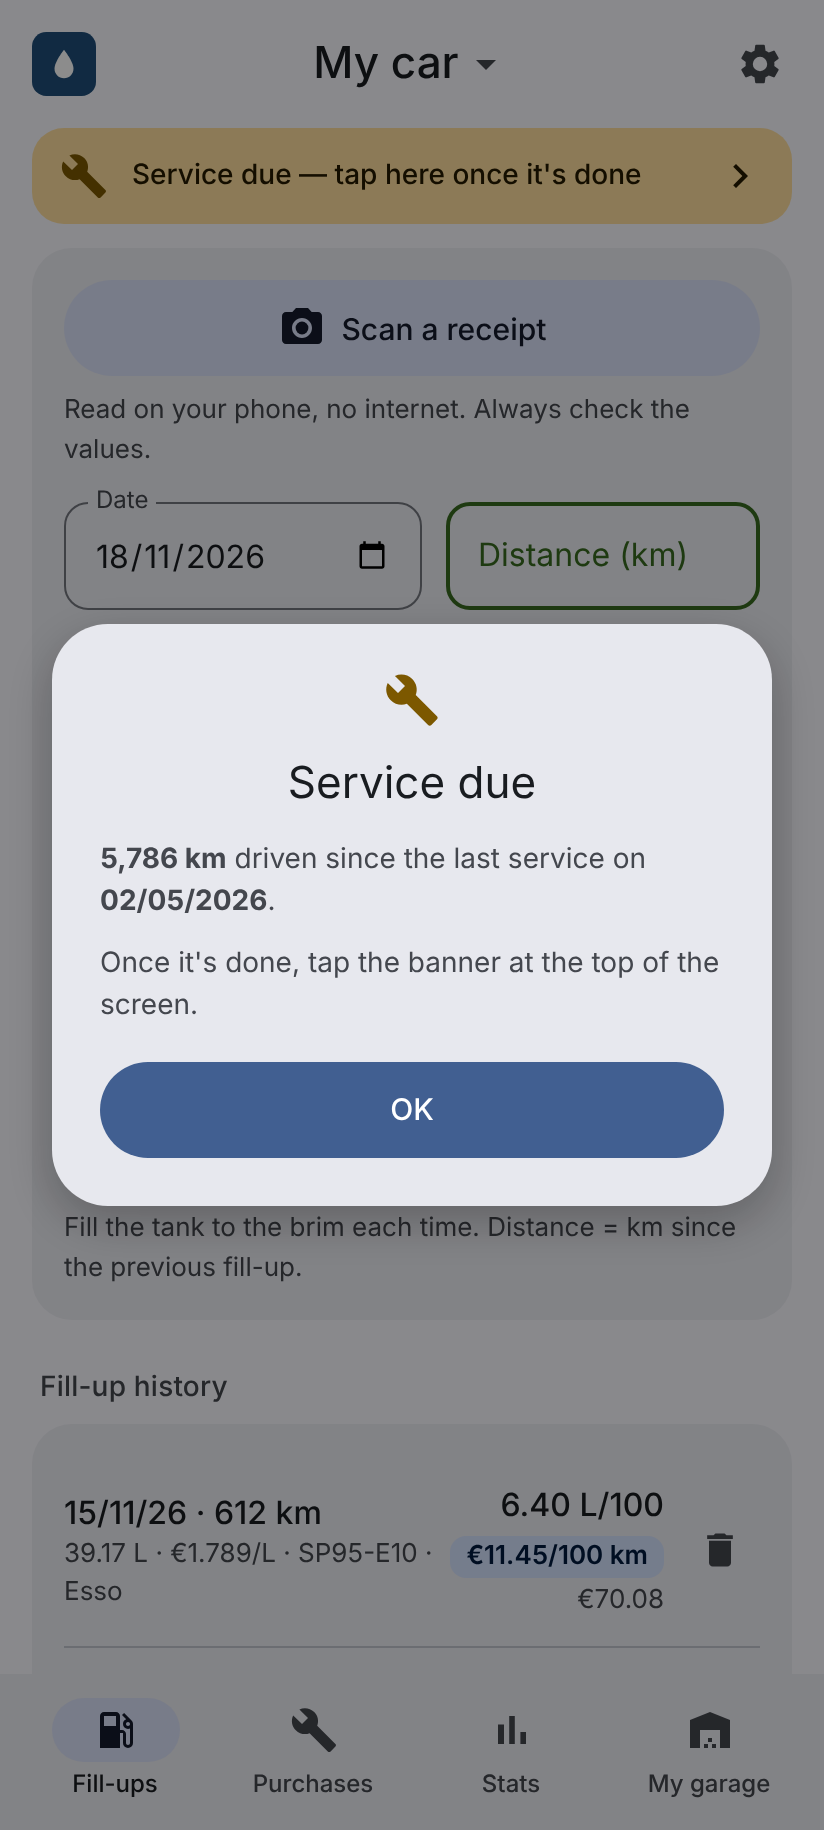 My car
Service due — tap here once it's done
Scan a receipt
Read on your phone, no internet. Always check the
values.
Date
18/11/2026
Distance (km)
Service due
5,786 km driven since the last service on
02/05/2026.
Once it's done, tap the banner at the top of the
screen.
OK
Fill the tank to the brim each time. Distance = km since
the previous fill-up.
Fill-up history
15/11/26 · 612 km
6.40 L/100
39.17 L · €1.789/L · SP95-E10 ·
Esso
€11.45/100 km
€70.08
Fill-ups
Purchases
Stats
My garage